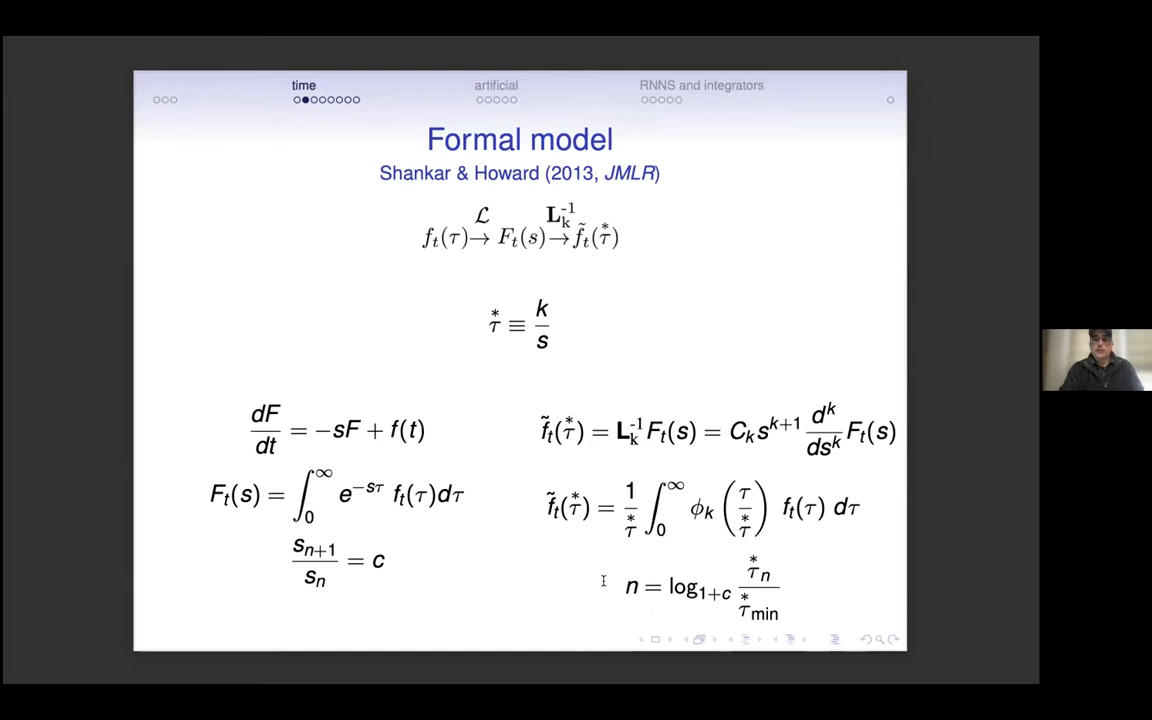 time artificial RNNS and integrators
Formal model
Shankar & Howard (2013, JMLR)
f_t(τ) →^ℒ F_t(s) →^{L_k^{-1}} f̃_t(τ*)
τ* ≡ k/s
dF/dt = −sF + f(t)
F_t(s) = ∫_0^∞ e^{−sτ} f_t(τ)dτ
s_{n+1}/s_n = c
f̃_t(τ*) = L_k^{-1} F_t(s) = C_k s^{k+1} d^k/ds^k F_t(s)
f̃_t(τ*) = 1/τ* ∫_0^∞ ϕ_k (τ/τ*) f_t(τ) dτ
n = log_{1+c} τ*_n/τ*_min